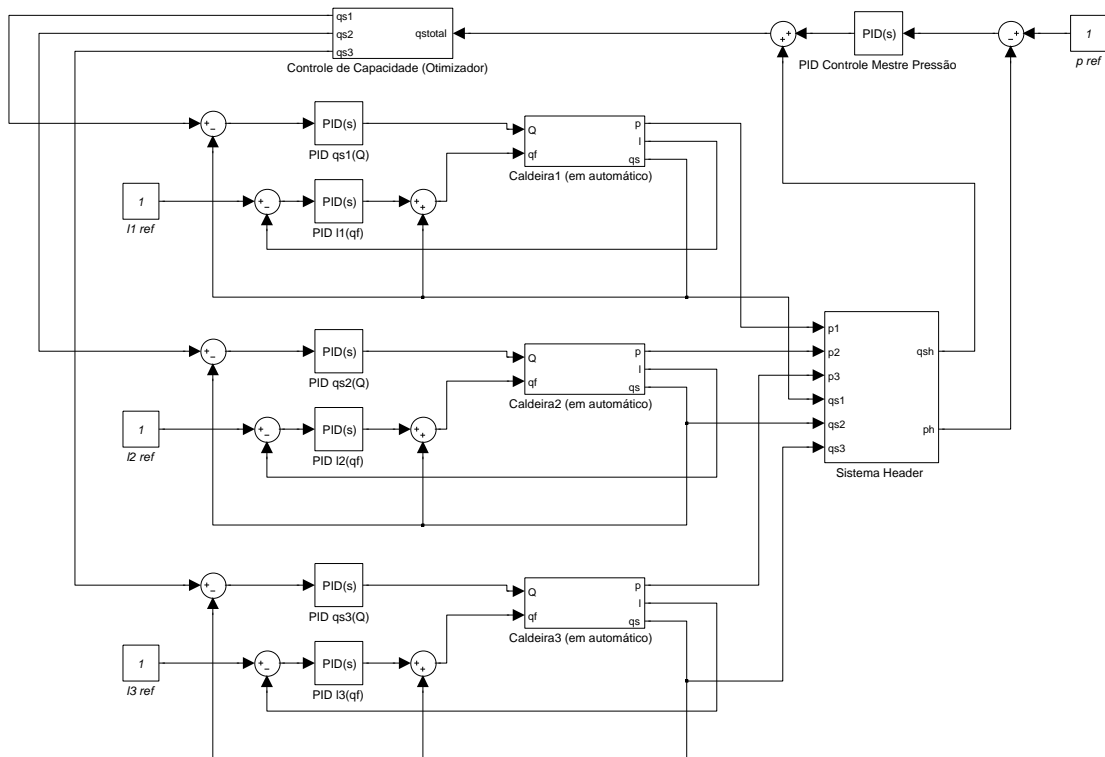 qs1
qs2
qs3
qstotal
Controle de Capacidade (Otimizador)
+
+
PID(s)
PID Controle Mestre Pressão
+
−
1
p ref
+
−
PID(s)
PID qs1(Q)
Q
qf
p
l
qs
Caldeira1 (em automático)
1
l1 ref
+
−
PID(s)
PID l1(qf)
+
+
+
−
PID(s)
PID qs2(Q)
Q
qf
p
l
qs
Caldeira2 (em automático)
1
l2 ref
+
−
PID(s)
PID l2(qf)
+
+
p1
p2
p3
qs1
qs2
qs3
qsh
ph
Sistema Header
+
−
PID(s)
PID qs3(Q)
Q
qf
p
l
qs
Caldeira3 (em automático)
1
l3 ref
+
−
PID(s)
PID l3(qf)
+
+